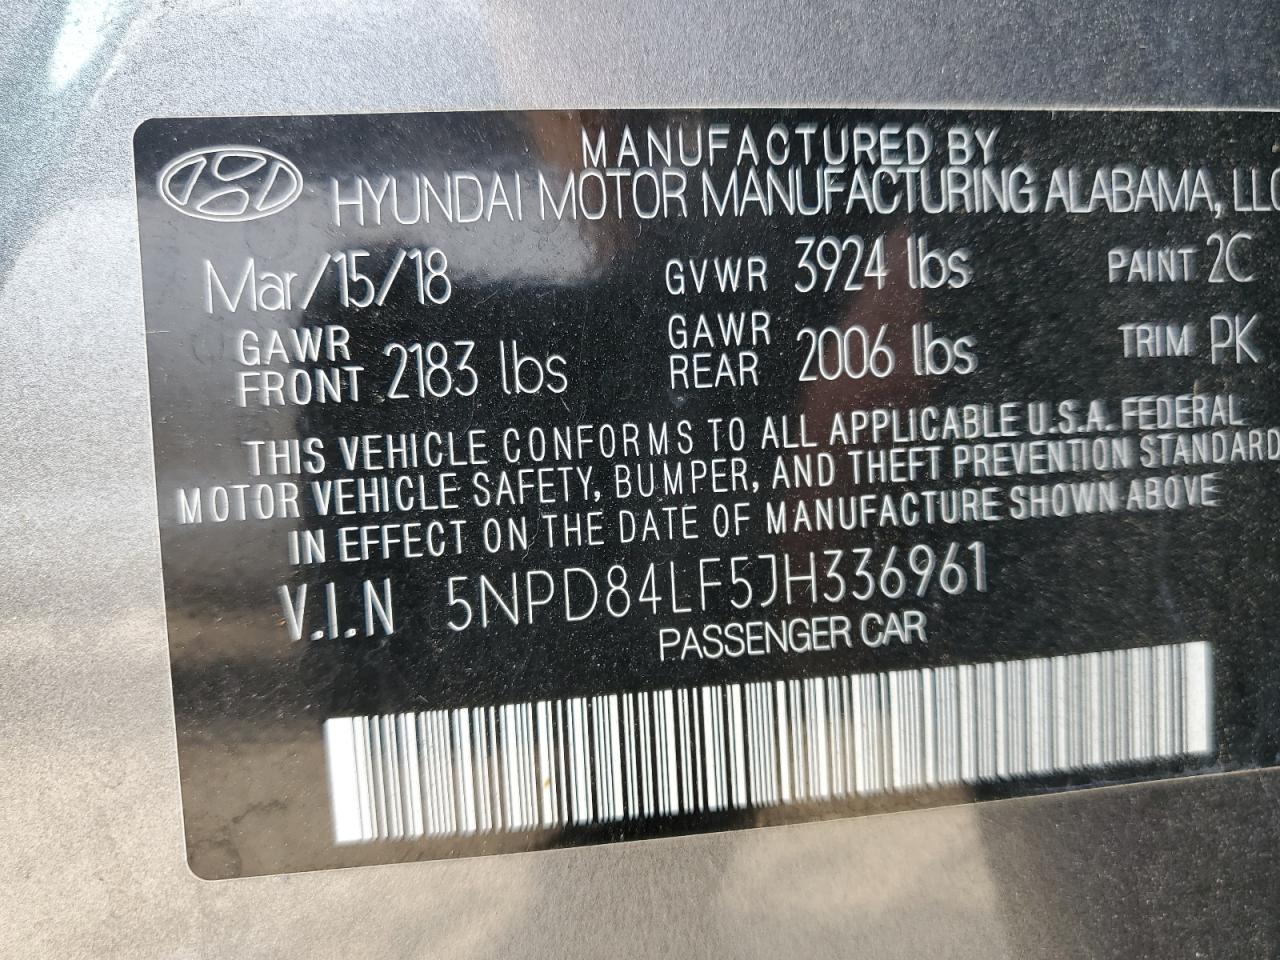 MANUFACTURED BY
HYUNDAI MOTOR MANUFACTURING ALABAMA, LLC
Mar/15/18 GVWR 3924 lbs PAINT 2C
GAWR FRONT 2183 lbs GAWR REAR 2006 lbs TRIM PK
THIS VEHICLE CONFORMS TO ALL APPLICABLE U.S.A. FEDERAL
MOTOR VEHICLE SAFETY, BUMPER, AND THEFT PREVENTION STANDARD
IN EFFECT ON THE DATE OF MANUFACTURE SHOWN ABOVE
V.I.N 5NPD84LF5JH336961
PASSENGER CAR